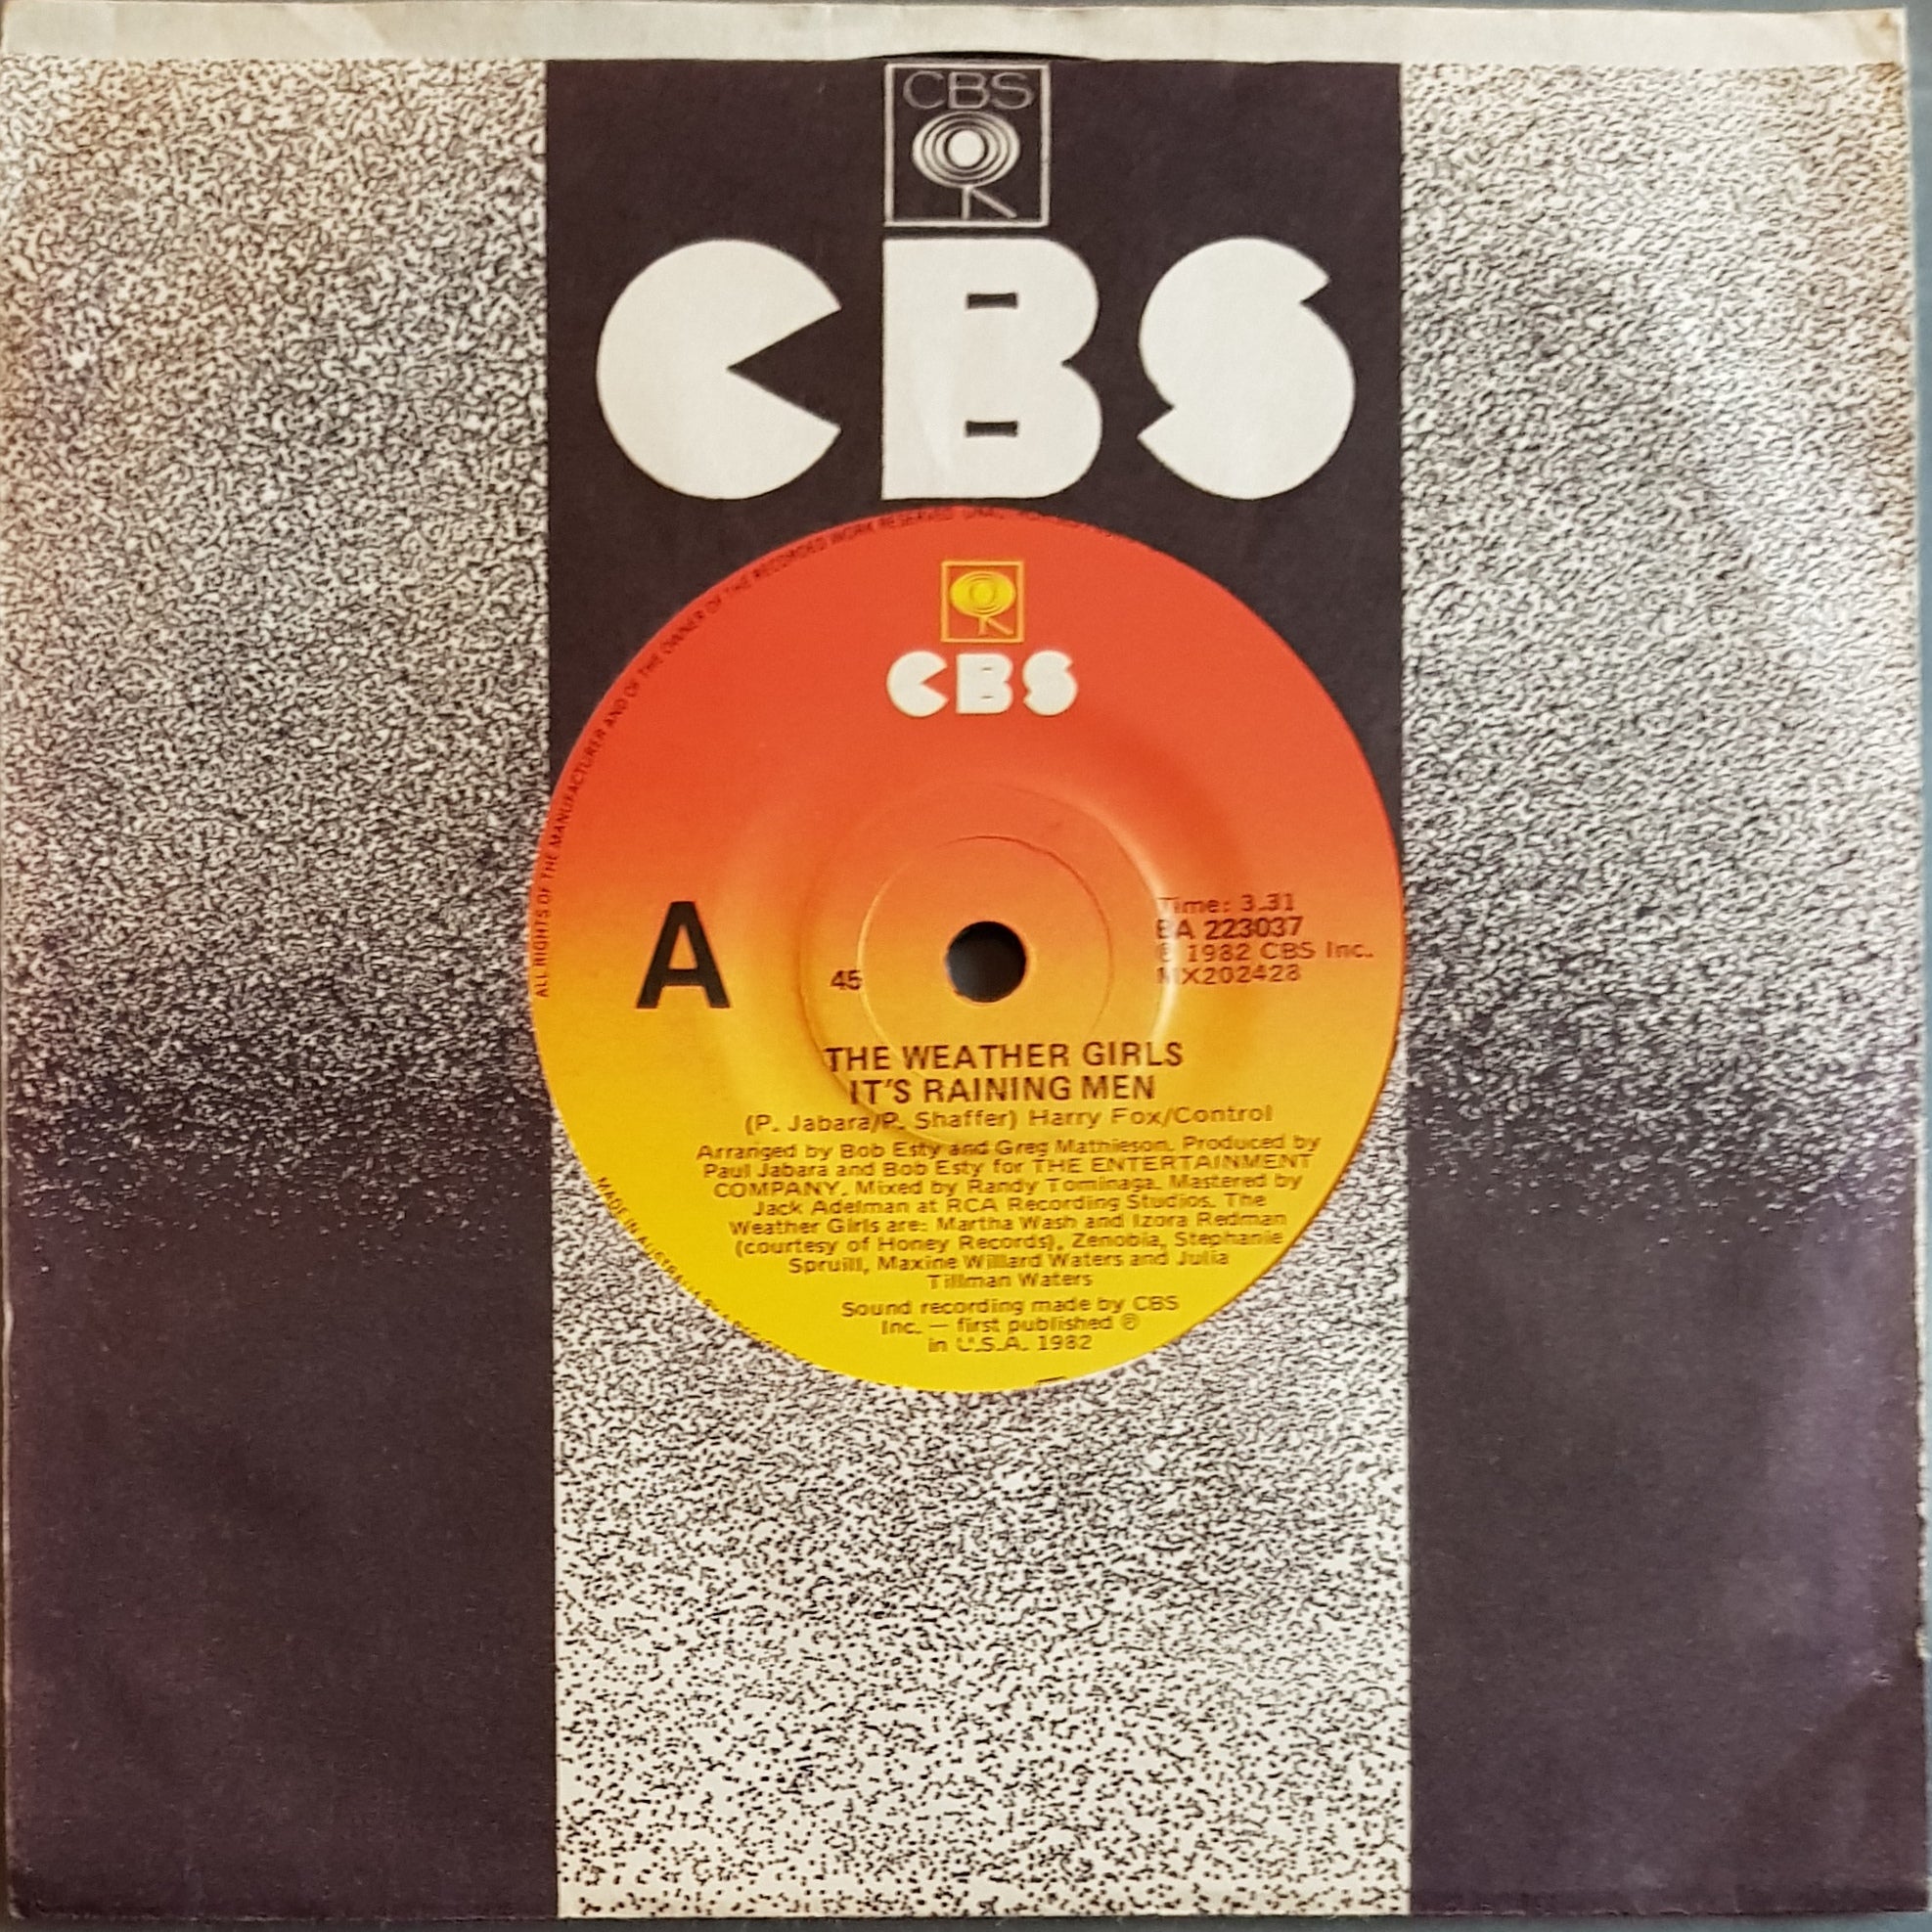 CBS
CBS
ALL RIGHTS OF THE MANUFACTURER AND OF THE OWNER OF THE RECORDED WORK RESERVED
CBS
A
45
Time: 3.31
BA 223037
℗ 1982 CBS Inc.
MX202428
THE WEATHER GIRLS
IT'S RAINING MEN
(P. Jabara/P. Shaffer) Harry Fox/Control
Arranged by Bob Esty and Greg Mathieson. Produced by
Paul Jabara and Bob Esty for THE ENTERTAINMENT
COMPANY. Mixed by Randy Tominaga. Mastered by
Jack Adelman at RCA Recording Studios. The
Weather Girls are: Martha Wash and Izora Redman
(courtesy of Honey Records), Zenobia, Stephanie
Spruill, Maxine Willard Waters and Julia
Tillman Waters
Sound recording made by CBS
Inc. — first published ℗
in U.S.A. 1982
MADE IN AUSTRALIA BY